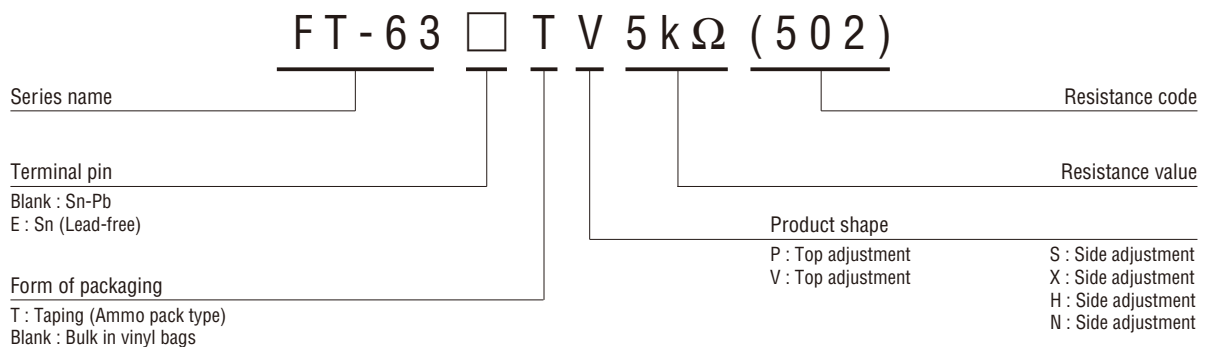 FT-63 □ T V 5kΩ (502)
Series name
Resistance code
Terminal pin
Blank : Sn-Pb
E : Sn (Lead-free)
Resistance value
Product shape
P : Top adjustment
V : Top adjustment
S : Side adjustment
X : Side adjustment
H : Side adjustment
N : Side adjustment
Form of packaging
T : Taping (Ammo pack type)
Blank : Bulk in vinyl bags